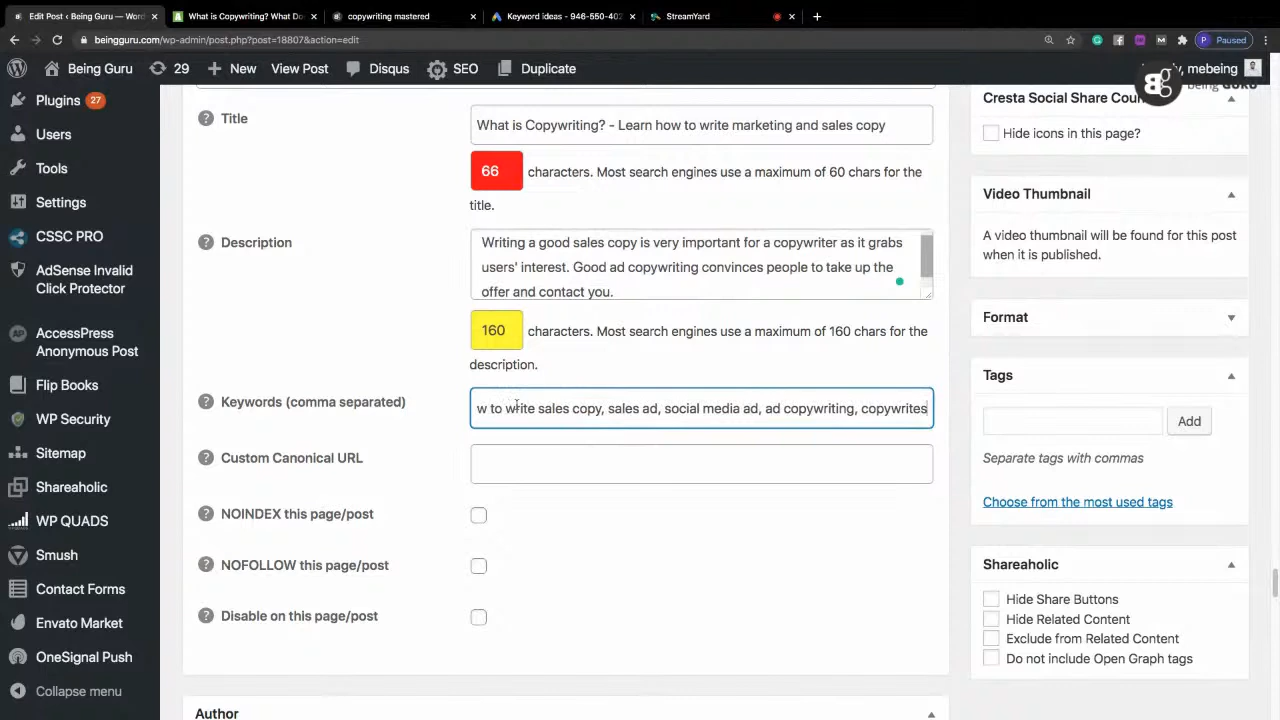 Edit Post ‹ Being Guru — Wor
What is Copywriting? What Do
copywriting mastered
Keyword ideas - 946-550-402
StreamYard
beingguru.com/wp-admin/post.php?post=18807&action=edit
P Paused
Being Guru
29
New
View Post
Disqus
SEO
Duplicate
y, mebeing
being GURU
Plugins 27
Users
Tools
Settings
CSSC PRO
AdSense Invalid
Click Protector
AccessPress
Anonymous Post
Flip Books
WP Security
Sitemap
Shareaholic
WP QUADS
Smush
Contact Forms
Envato Market
OneSignal Push
Collapse menu
Title
What is Copywriting? - Learn how to write marketing and sales copy
66 characters. Most search engines use a maximum of 60 chars for the
title.
Description
Writing a good sales copy is very important for a copywriter as it grabs
users' interest. Good ad copywriting convinces people to take up the
offer and contact you.
160 characters. Most search engines use a maximum of 160 chars for the
description.
Keywords (comma separated)
w to write sales copy, sales ad, social media ad, ad copywriting, copywrites
Custom Canonical URL
NOINDEX this page/post
NOFOLLOW this page/post
Disable on this page/post
Author
Cresta Social Share Coun
Hide icons in this page?
Video Thumbnail
A video thumbnail will be found for this post
when it is published.
Format
Tags
Add
Separate tags with commas
Choose from the most used tags
Shareaholic
Hide Share Buttons
Hide Related Content
Exclude from Related Content
Do not include Open Graph tags